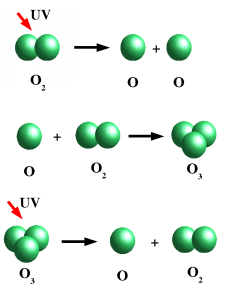 UV
+
O₂ O O
+
O O₂ O₃
UV
+
O₃ O O₂